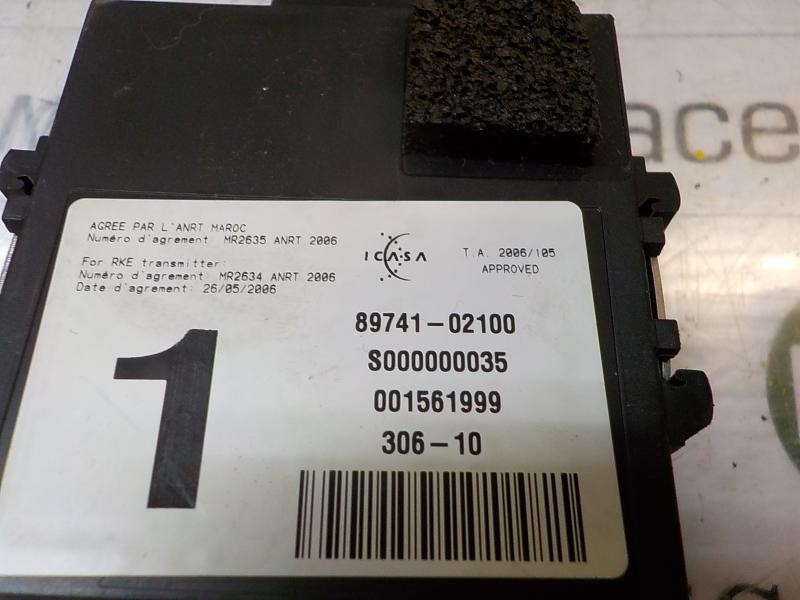 AGREE PAR L'ANRT MAROC
Numéro d'agrement: MR2635 ANRT 2006
For RKE transmitter:
Numéro d'agrement: MR2634 ANRT 2006
Date d'agrement: 26/05/2006
ICASA
T.A. 2006/105
APPROVED
89741-02100
S000000035
001561999
306-10
1
ace